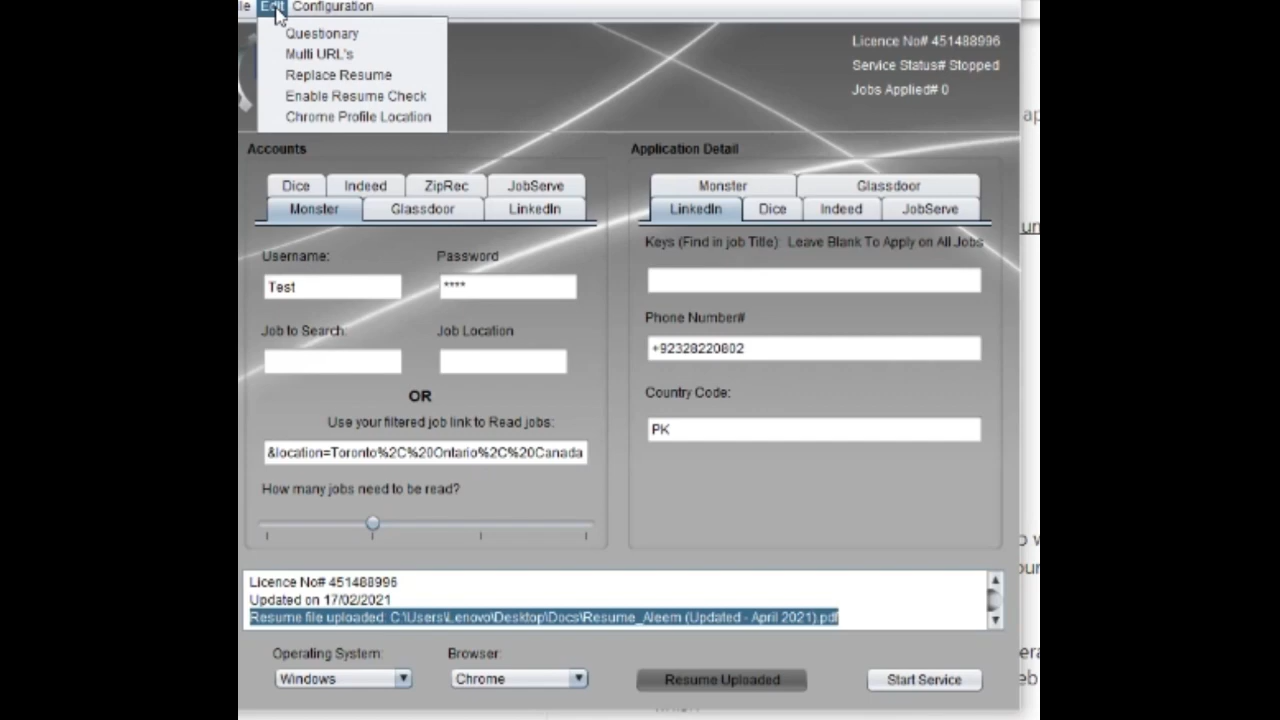 le Edit Configuration
Questionary
Multi URL's
Replace Resume
Enable Resume Check
Chrome Profile Location
Licence No# 451488996
Service Status# Stopped
Jobs Applied# 0
Accounts
Dice Indeed ZipRec JobServe
Monster Glassdoor LinkedIn
Username: Password
Test ****
Job to Search: Job Location
OR
Use your filtered job link to Read jobs:
&location=Toronto%2C%20Ontario%2C%20Canada
How many jobs need to be read?
Application Detail
Monster Glassdoor
LinkedIn Dice Indeed JobServe
Keys (Find in job Title): Leave Blank To Apply on All Jobs
Phone Number#
+92328220802
Country Code:
PK
Licence No# 451488996
Updated on 17/02/2021
Resume file uploaded: C:\Users\Lenovo\Desktop\Docs\Resume_Aleem (Updated - April 2021).pdf
Operating System: Browser:
Windows Chrome Resume Uploaded Start Service